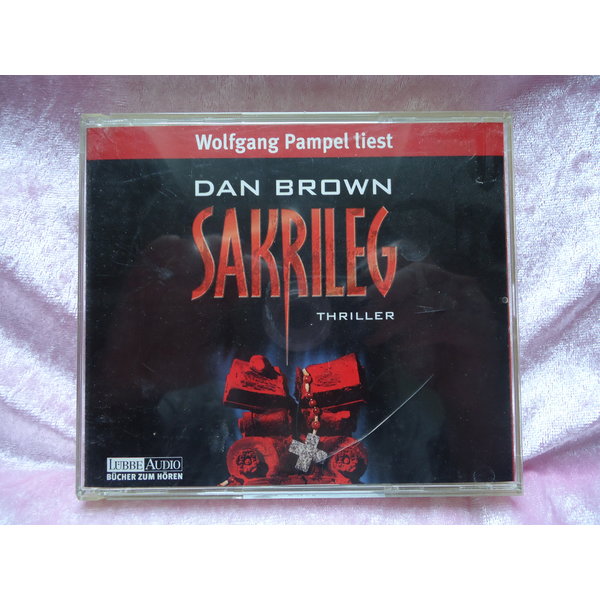 Wolfgang Pampel liest
DAN BROWN
SAKRILEG
THRILLER
LÜBBE AUDIO
BÜCHER ZUM HÖREN